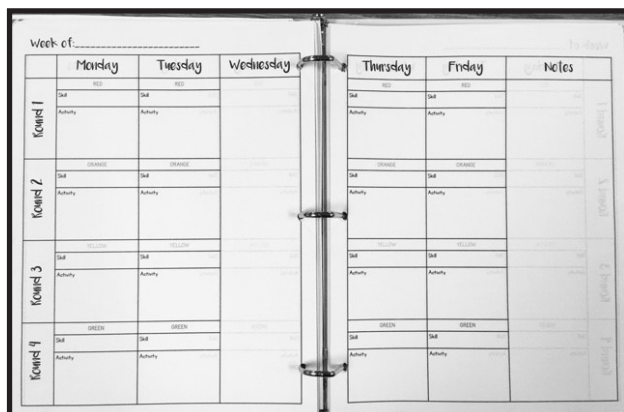 Week of:
Monday Tuesday Wednesday Thursday Friday Notes
Round 1
RED RED RED RED
Skill Skill Skill Skill
Activity Activity Activity Activity
Round 2
ORANGE ORANGE ORANGE ORANGE
Skill Skill Skill Skill
Activity Activity Activity Activity
Round 3
YELLOW YELLOW YELLOW YELLOW
Skill Skill Skill Skill
Activity Activity Activity Activity
Round 4
GREEN GREEN GREEN GREEN
Skill Skill Skill Skill
Activity Activity Activity Activity